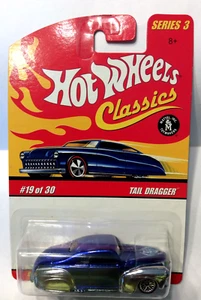 SERIES 3
8+
Hot Wheels
Classics
#19 of 30
TAIL DRAGGER